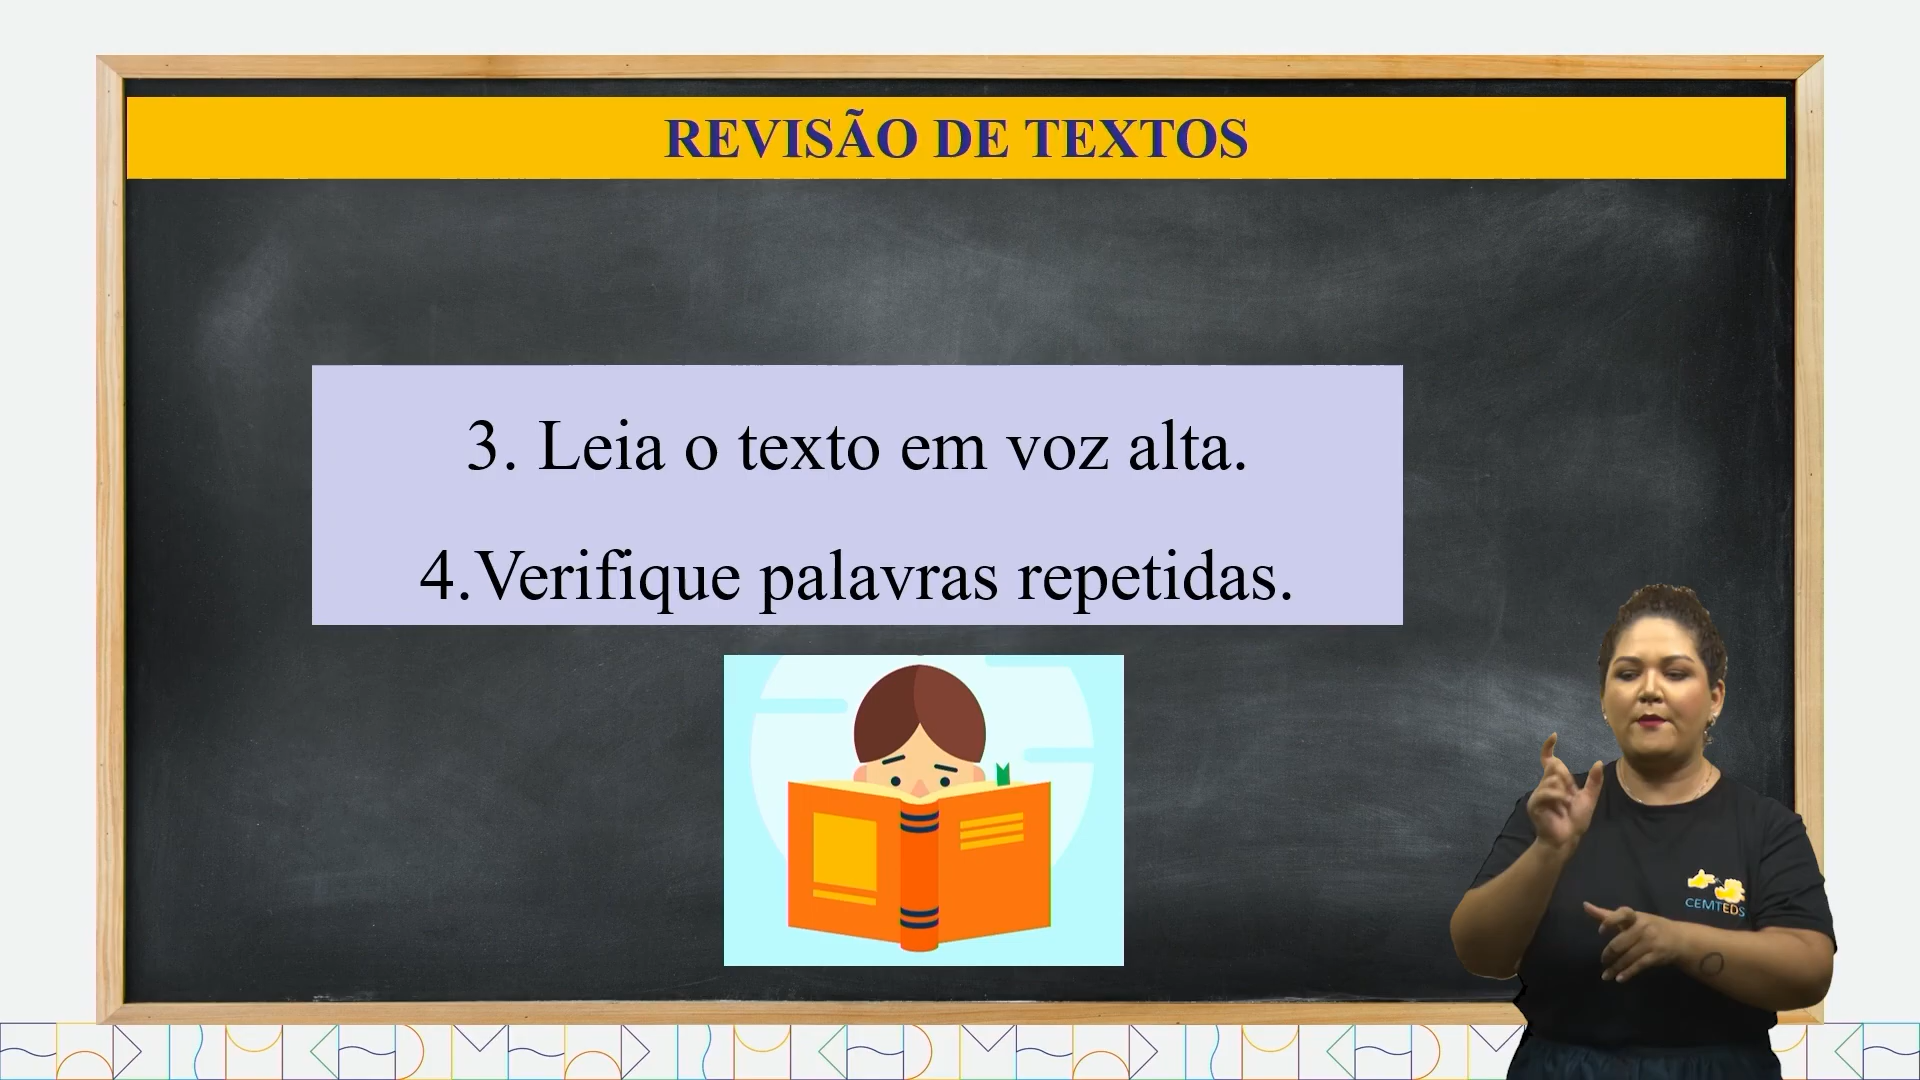 REVISÃO DE TEXTOS
3. Leia o texto em voz alta.
4.Verifique palavras repetidas.
CEMTEDS